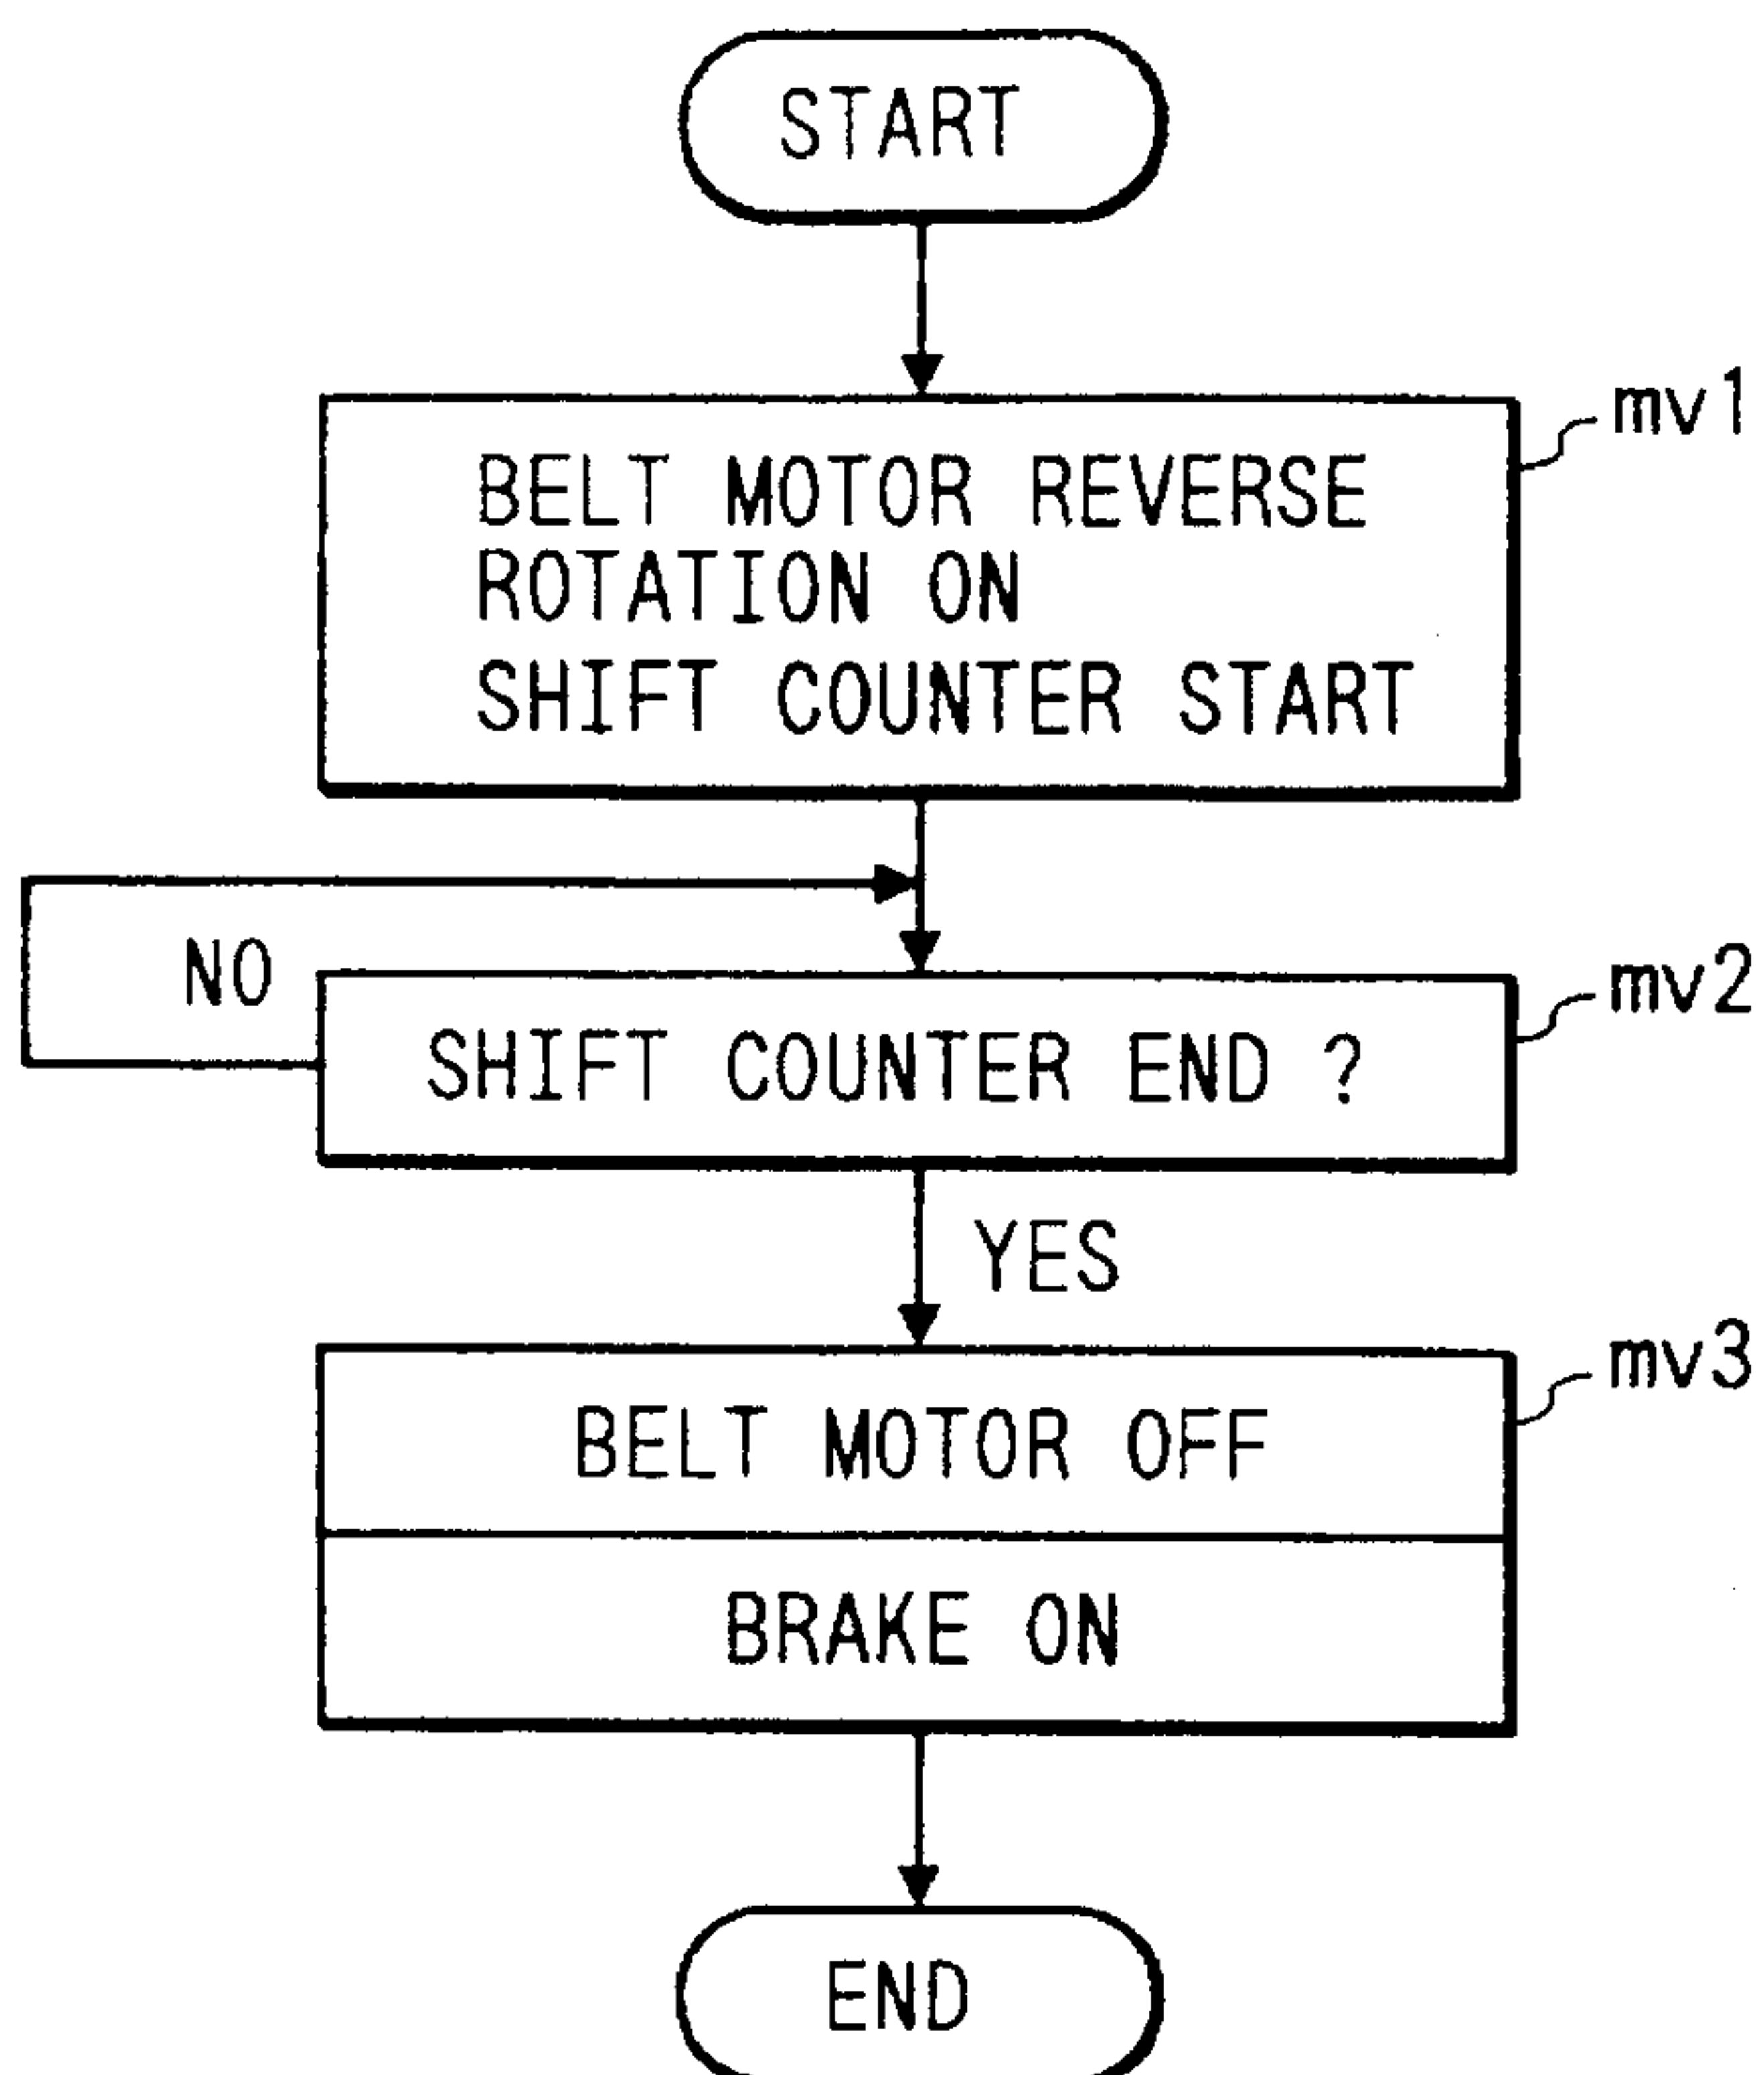 START
mv1
BELT MOTOR REVERSE
ROTATION ON
SHIFT COUNTER START
NO
mv2
SHIFT COUNTER END ?
YES
mv3
BELT MOTOR OFF
BRAKE ON
END